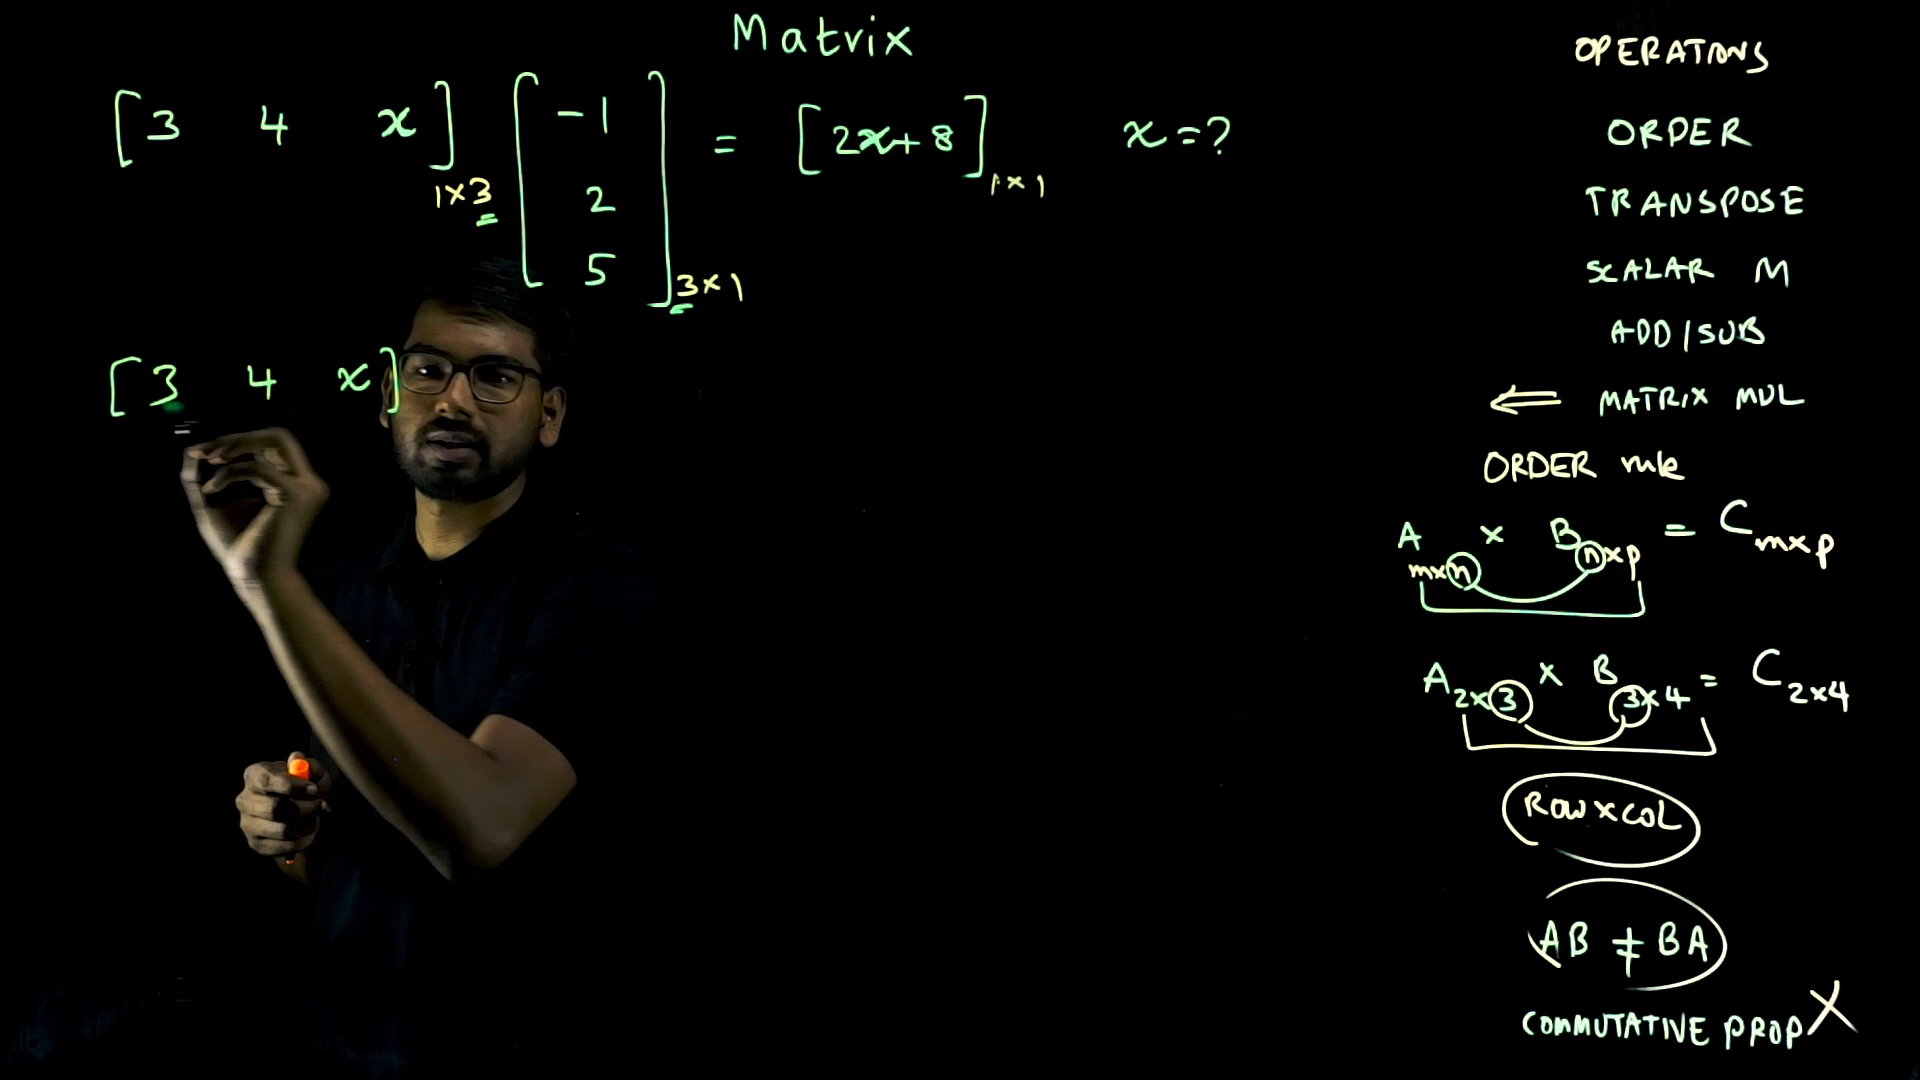 Matrix
[3 4 x]1×3 [-1 2 5]3×1 = [2x+8]1×1 x=?
[3 4 x]
OPERATIONS
ORDER
TRANSPOSE
SCALAR M
ADD/SUB
⇐ MATRIX MUL
ORDER rule
A m×n × B n×p = C m×p
A 2×3 × B 3×4 = C 2×4
ROW × COL
AB ≠ BA
COMMUTATIVE PROP X